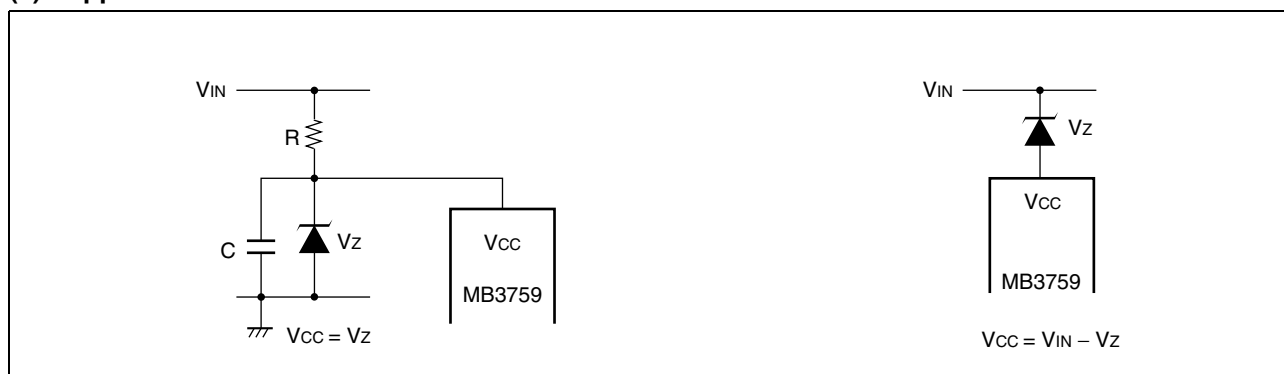 VIN
R
C
VZ
VCC
MB3759
VCC = VZ
VIN
VZ
VCC
MB3759
VCC = VIN − VZ